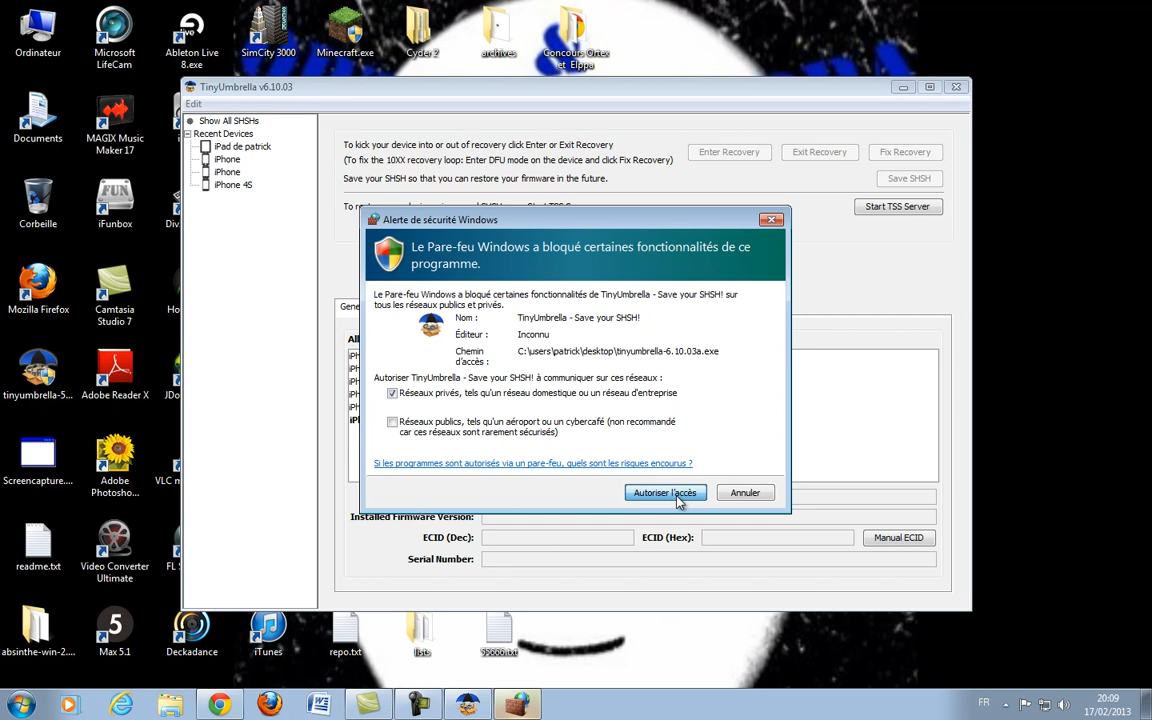 Ordinateur
Microsoft
LifeCam
Ableton Live
8.exe
SimCity 3000
Minecraft.exe
Cyder 2
archives
Concours Ortex
et Elppa
TinyUmbrella v6.10.03
Edit
Show All SHSHs
Recent Devices
iPad de patrick
iPhone
iPhone
iPhone 4S
To kick your device into or out of recovery click Enter or Exit Recovery
(To fix the 10XX recovery loop: Enter DFU mode on the device and click Fix Recovery)
Enter Recovery
Exit Recovery
Fix Recovery
Save your SHSH so that you can restore your firmware in the future.
Save SHSH
Start TSS Server
Documents
MAGIX Music
Maker 17
Corbeille
iFunbox
Mozilla Firefox
Camtasia
Studio 7
tinyumbrella-5...
Adobe Reader X
Screencapture....
Adobe
Photosho...
readme.txt
Video Converter
Ultimate
absinthe-win-2....
Max 5.1
Deckadance
iTunes
repo.txt
lists
Alerte de sécurité Windows
Le Pare-feu Windows a bloqué certaines fonctionnalités de ce
programme.
Le Pare-feu Windows a bloqué certaines fonctionnalités de TinyUmbrella - Save your SHSH! sur
tous les réseaux publics et privés.
Nom : TinyUmbrella - Save your SHSH!
Éditeur : Inconnu
Chemin
d'accès : C:\users\patrick\desktop\tinyumbrella-6.10.03a.exe
Autoriser TinyUmbrella - Save your SHSH! à communiquer sur ces réseaux :
Réseaux privés, tels qu'un réseau domestique ou un réseau d'entreprise
Réseaux publics, tels qu'un aéroport ou un cybercafé (non recommandé
car ces réseaux sont rarement sécurisés)
Si les programmes sont autorisés via un pare-feu, quels sont les risques encourus ?
Autoriser l'accès
Annuler
Installed Firmware Version:
ECID (Dec):
ECID (Hex):
Manual ECID
Serial Number:
FR
20:09
17/02/2013